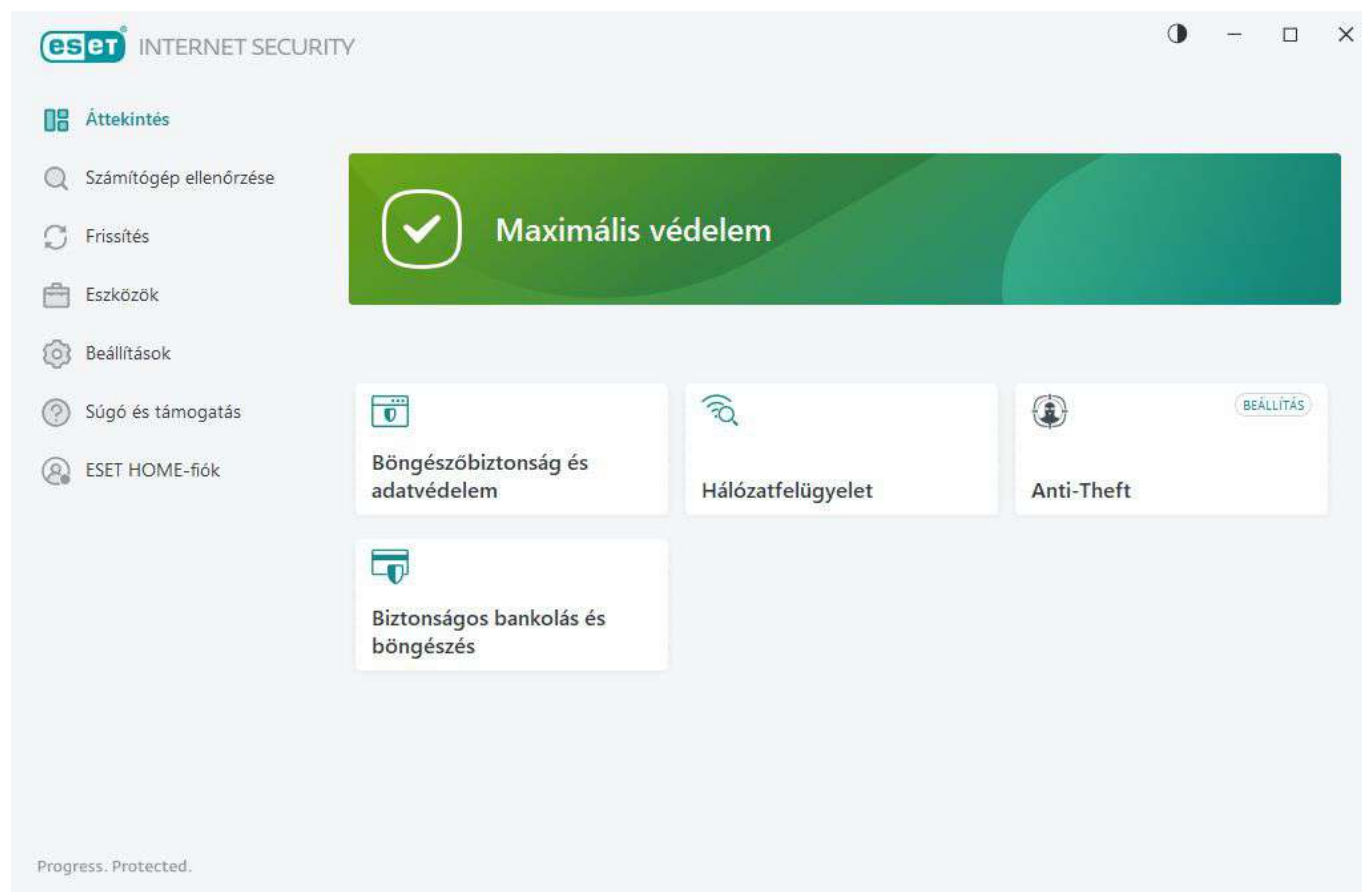 eseT® INTERNET SECURITY
Áttekintés
Számítógép ellenőrzése
Frissítés
Eszközök
Beállítások
Súgó és támogatás
ESET HOME-fiók
Maximális védelem
Böngészőbiztonság és
adatvédelem
Hálózatfelügyelet
BEÁLLÍTÁS
Anti-Theft
Biztonságos bankolás és
böngészés
Progress. Protected.